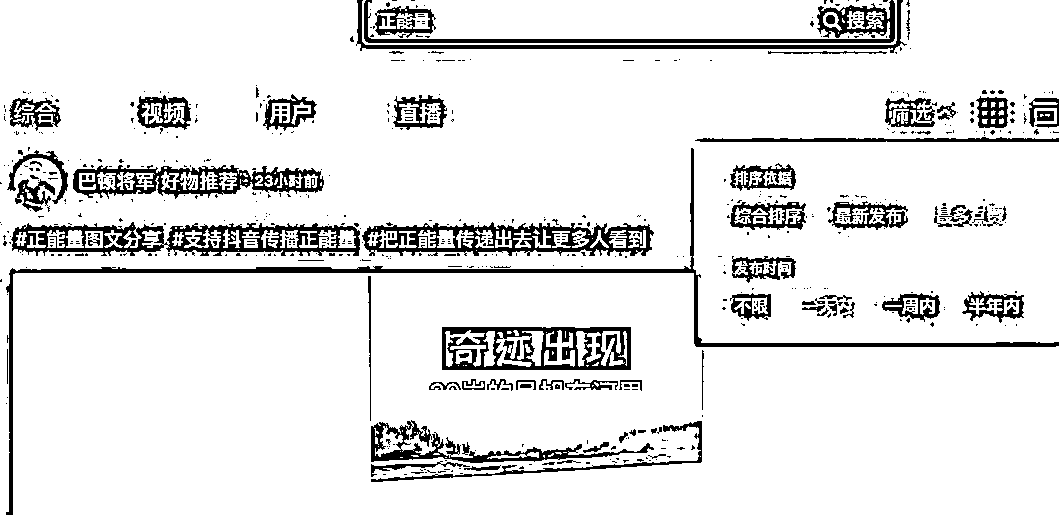 正能量 搜索
综合 视频 用户 直播 筛选
巴顿将军 好物推荐 · 23小时前
#正能量图文分享 #支持抖音传播正能量 #把正能量传递出去让更多人看到
排序依据
综合排序 最新发布 最多点赞
发布时间
不限 一天内 一周内 半年内
奇迹出现